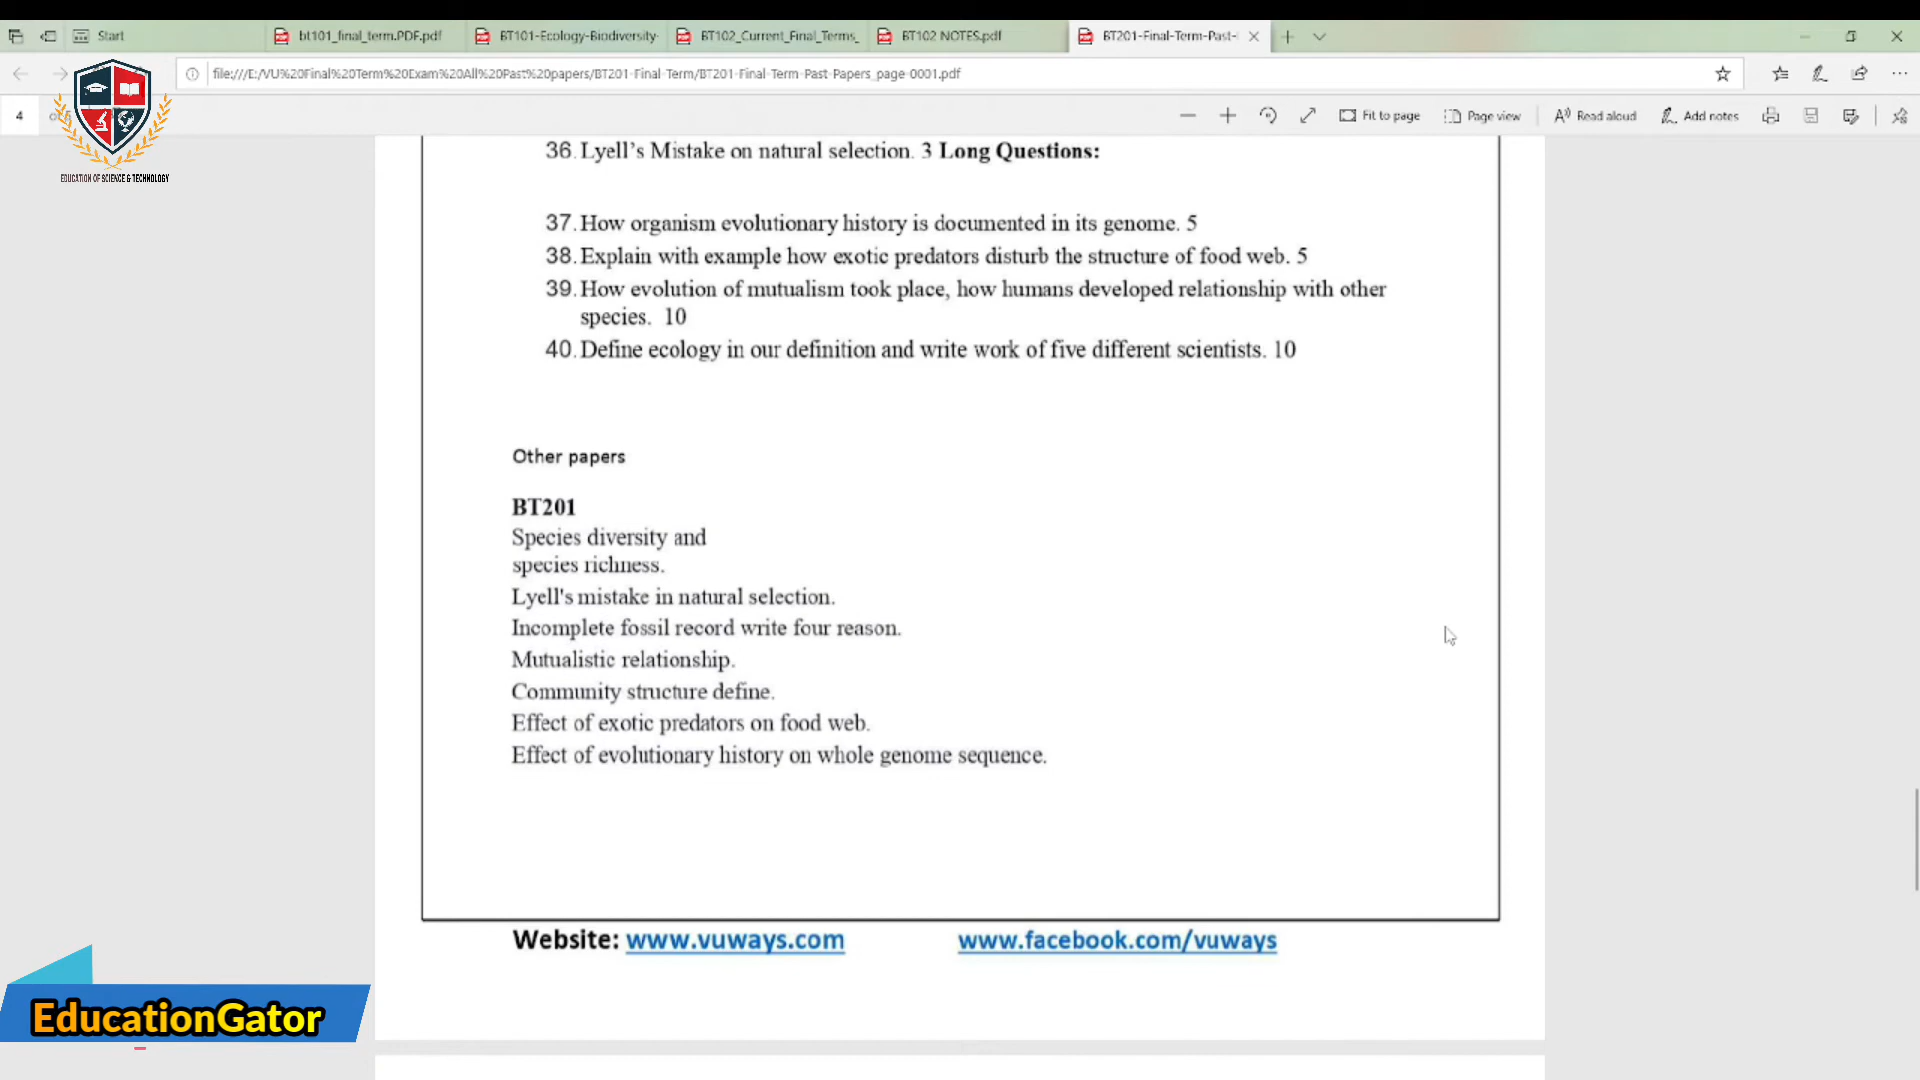 Start
bt101_final_term.PDF.pdf
BT101-Ecology-Biodiversity-
BT102_Current_Final_Terms_
BT102 NOTES.pdf
BT201-Final-Term-Past-
file:///E:/VU%20Final%20Term%20Exam%20All%20Past%20papers/BT201-Final-Term/BT201-Final-Term-Past-Papers_page-0001.pdf
4
Fit to page
Page view
Read aloud
Add notes
EDUCATION OF SCIENCE & TECHNOLOGY
36. Lyell’s Mistake on natural selection. 3 Long Questions:
37. How organism evolutionary history is documented in its genome. 5
38. Explain with example how exotic predators disturb the structure of food web. 5
39. How evolution of mutualism took place, how humans developed relationship with other
species. 10
40. Define ecology in our definition and write work of five different scientists. 10
Other papers
BT201
Species diversity and
species richness.
Lyell's mistake in natural selection.
Incomplete fossil record write four reason.
Mutualistic relationship.
Community structure define.
Effect of exotic predators on food web.
Effect of evolutionary history on whole genome sequence.
Website: www.vuways.com www.facebook.com/vuways
EducationGator